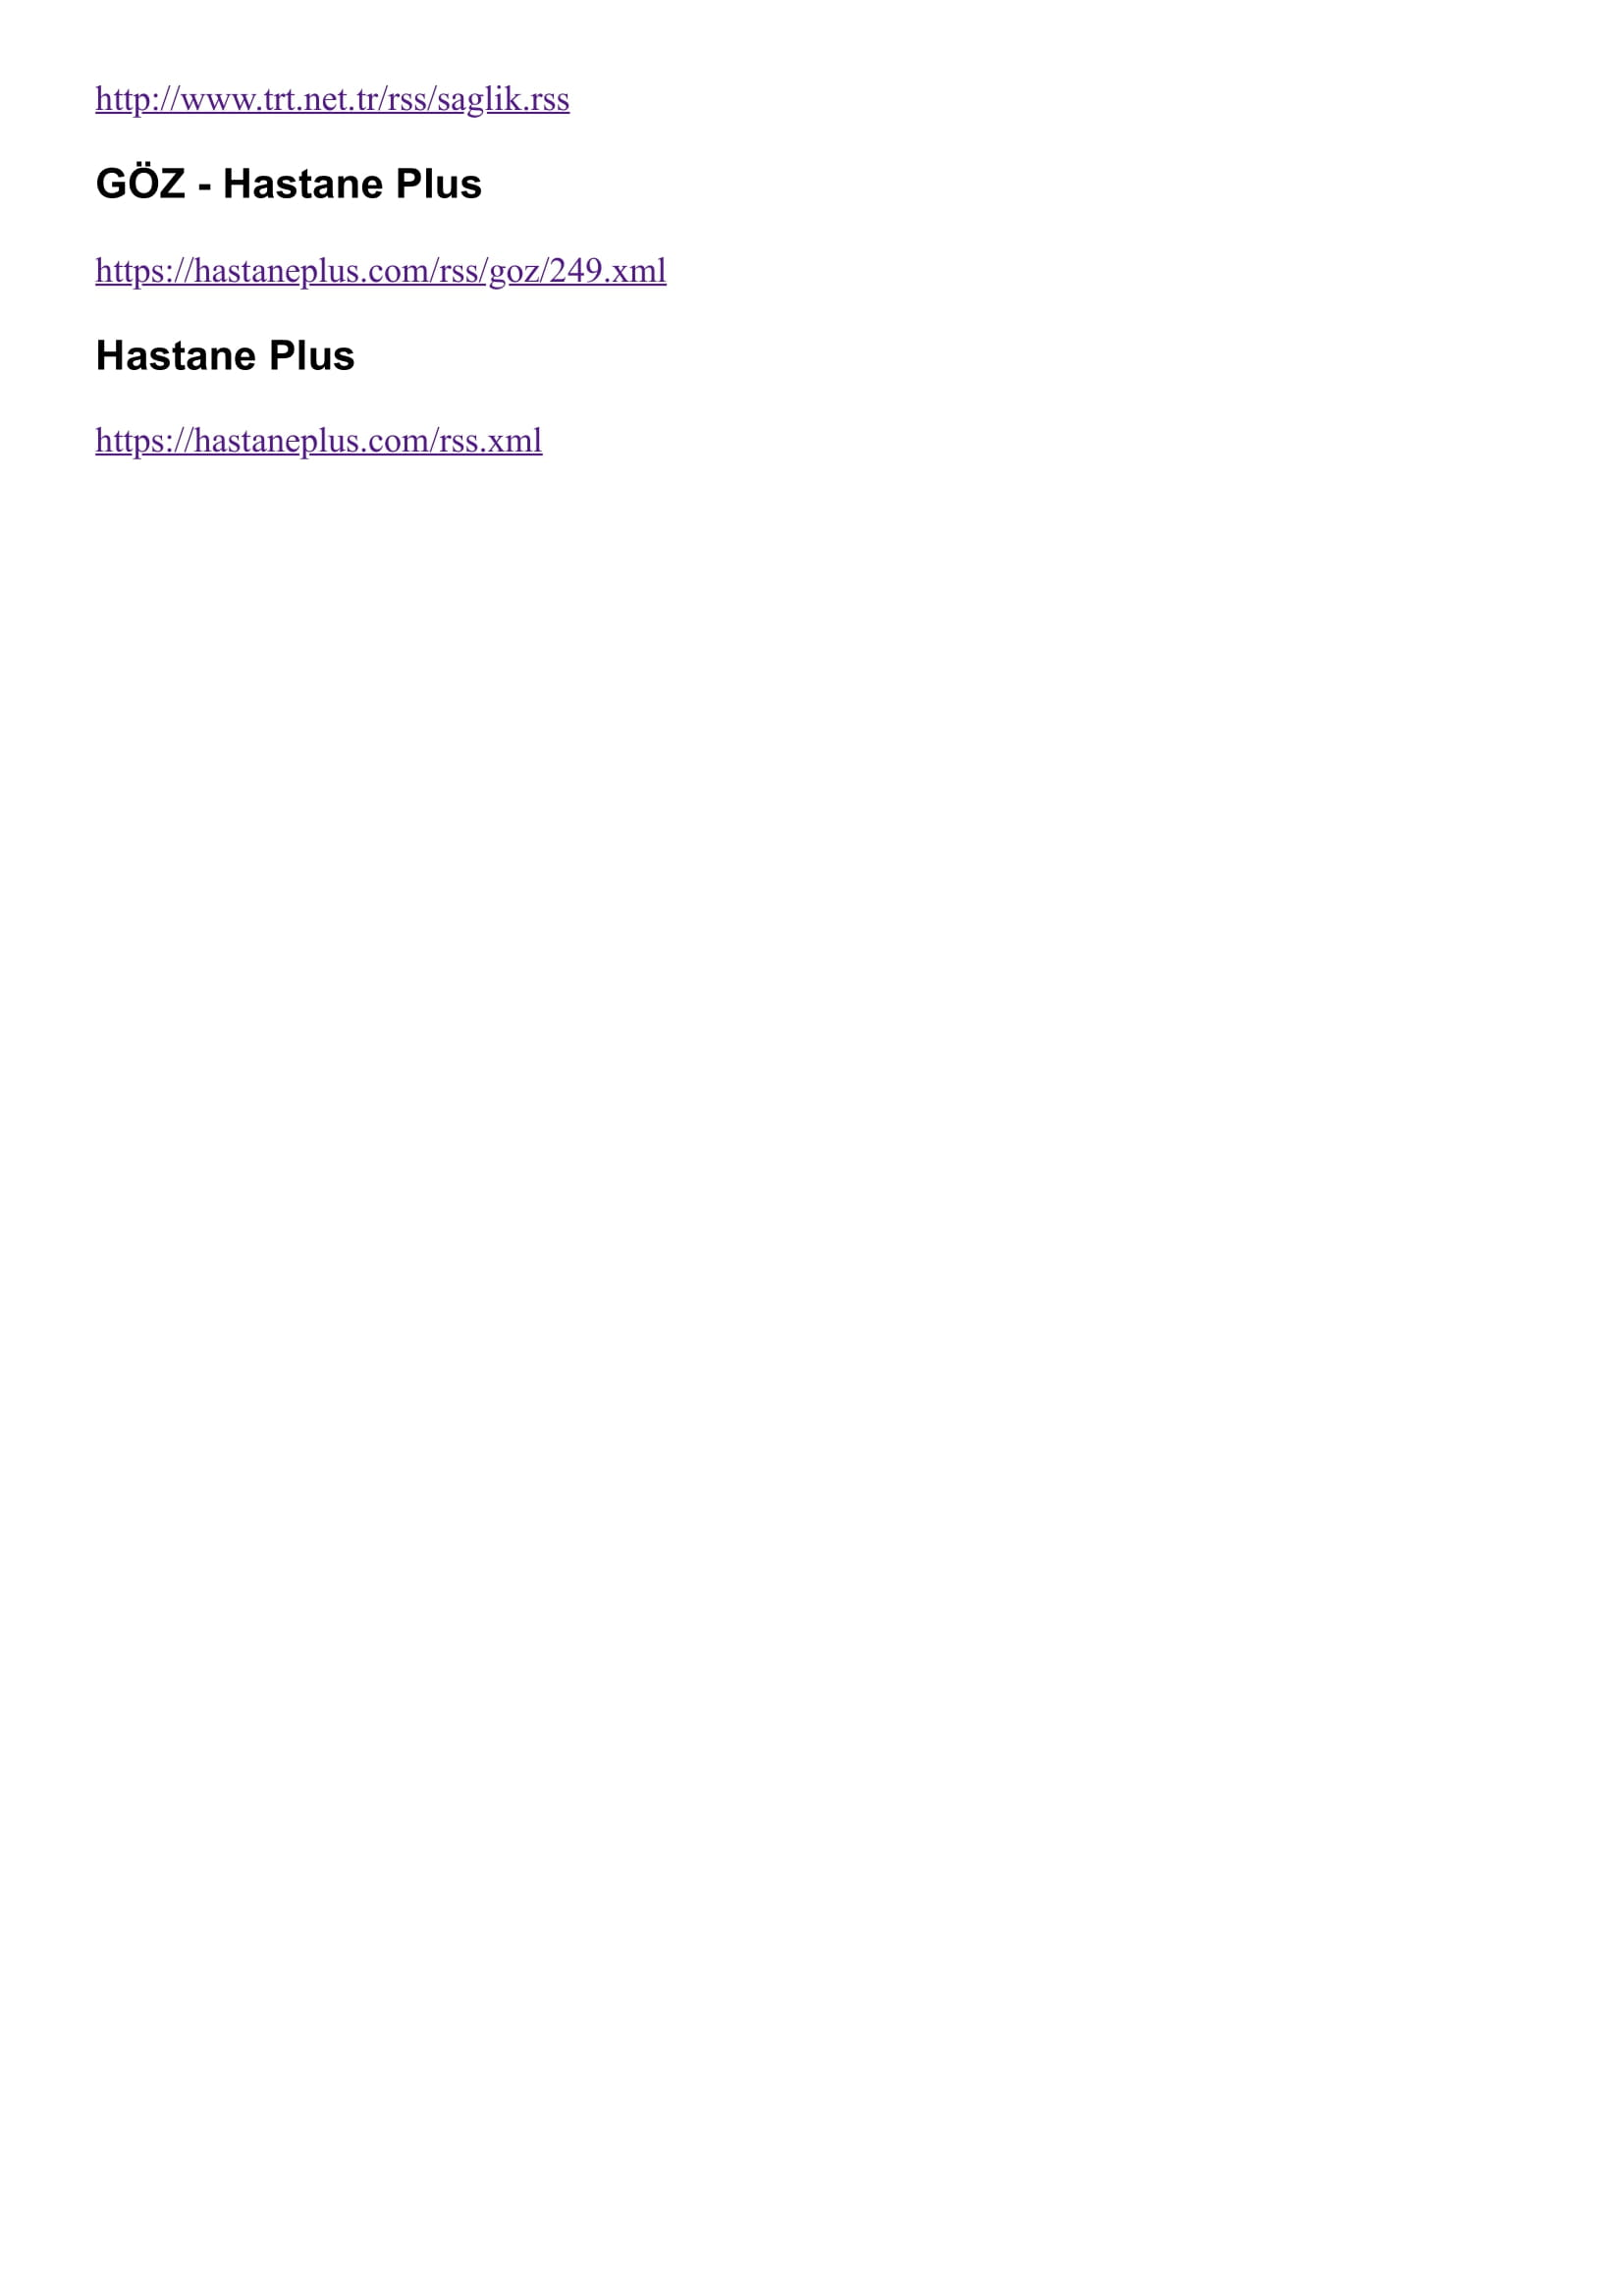 http://www.trt.net.tr/rss/saglik.rss
GÖZ - Hastane Plus
https://hastaneplus.com/rss/goz/249.xml
Hastane Plus
https://hastaneplus.com/rss.xml